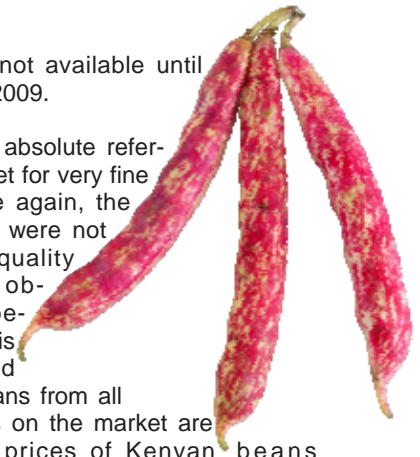 not available until
2009.
absolute refer-
et for very fine
e again, the
were not
quality
ob-
e-
is
d
ans from all
s on the market are
prices of Kenyan beans